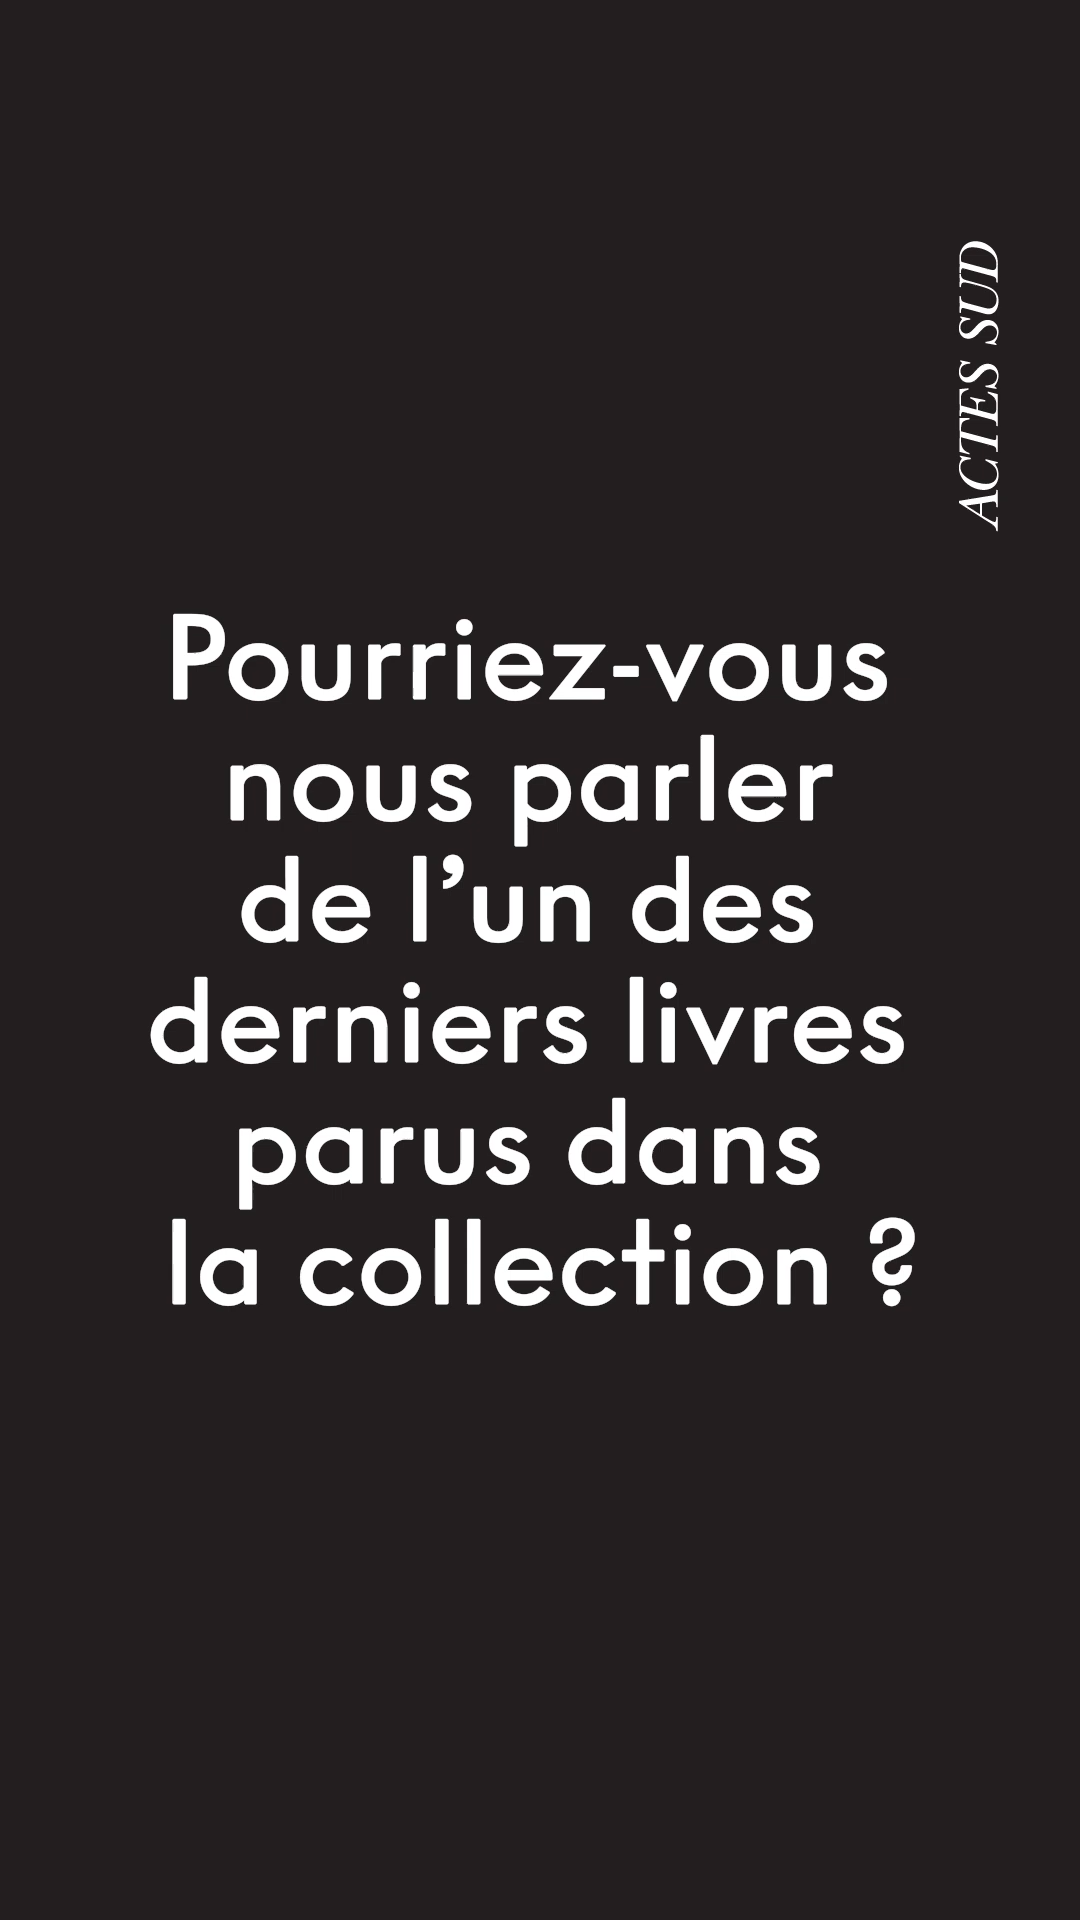 ACTES SUD
Pourriez-vous
nous parler
de l’un des
derniers livres
parus dans
la collection ?